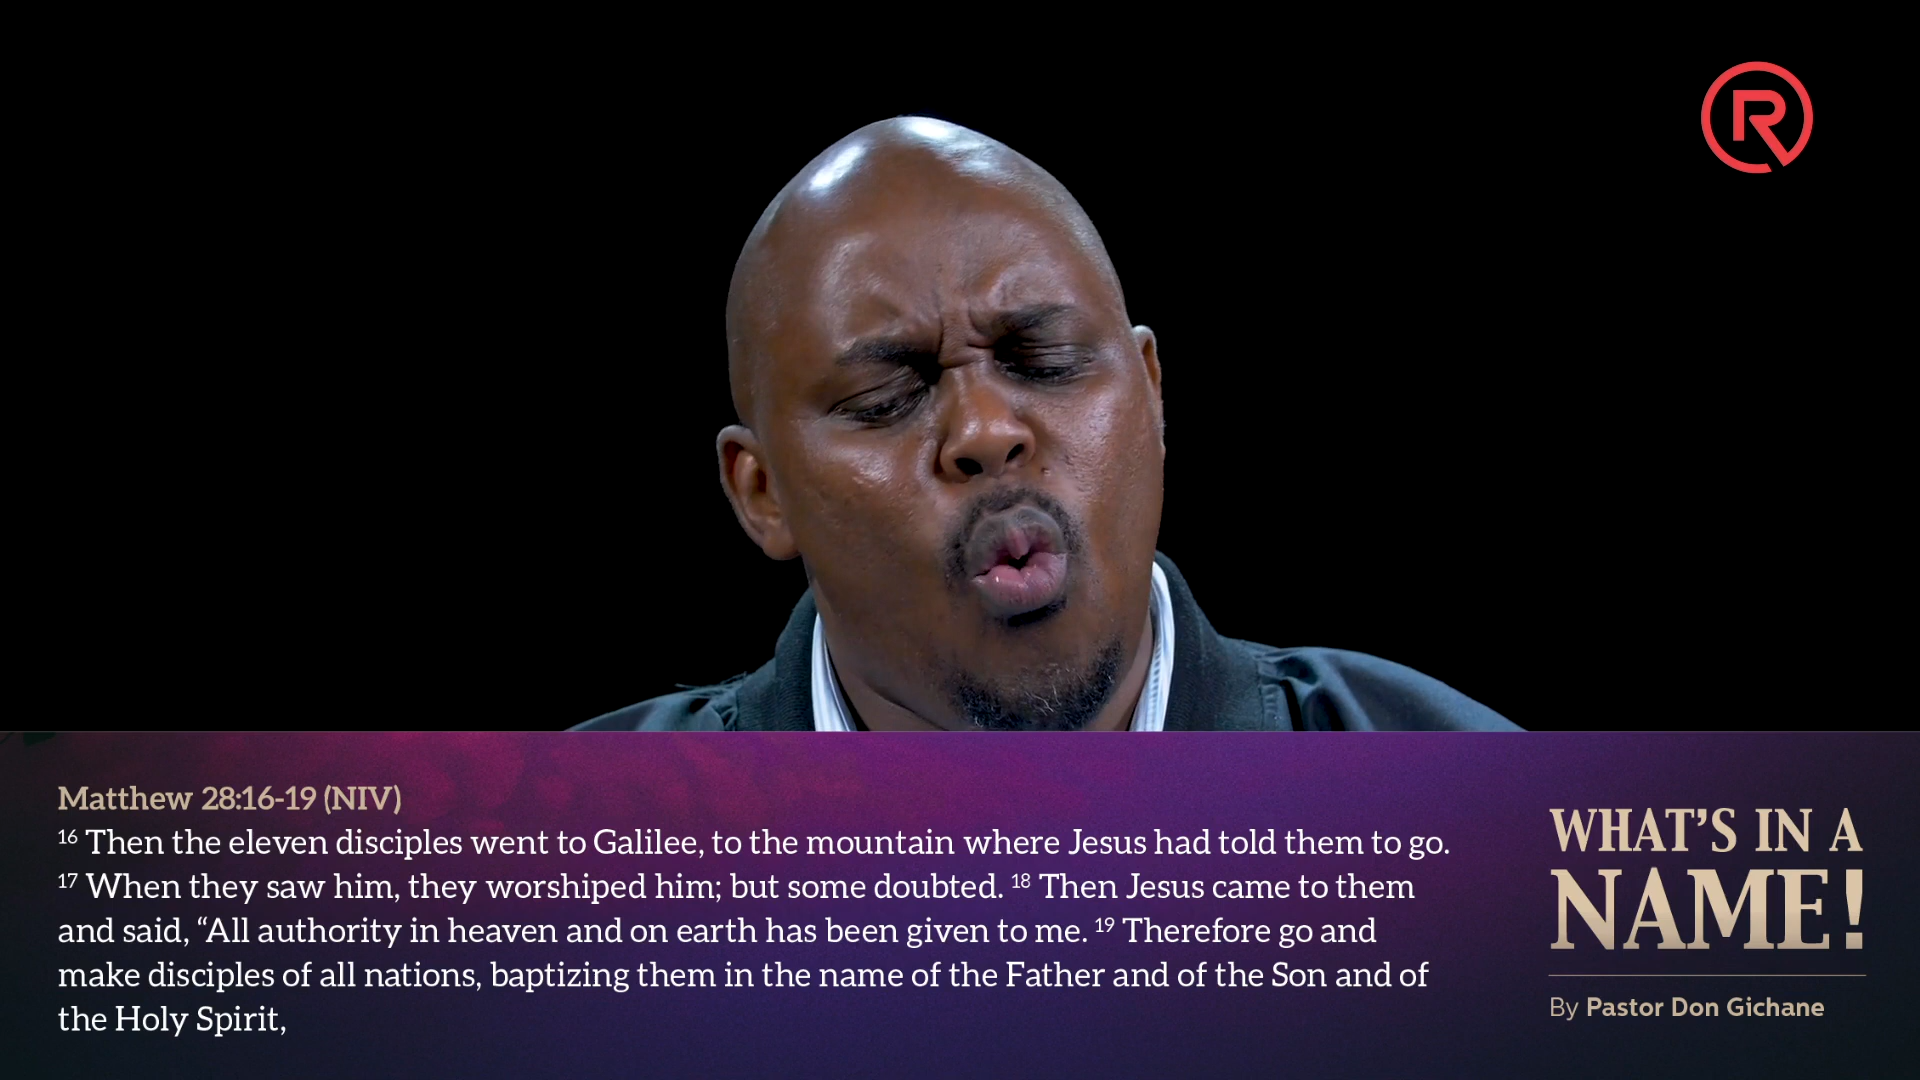 R
Matthew 28:16-19 (NIV)
16 Then the eleven disciples went to Galilee, to the mountain where Jesus had told them to go.
17 When they saw him, they worshiped him; but some doubted. 18 Then Jesus came to them
and said, “All authority in heaven and on earth has been given to me. 19 Therefore go and
make disciples of all nations, baptizing them in the name of the Father and of the Son and of
the Holy Spirit,
WHAT’S IN A
NAME!
By Pastor Don Gichane